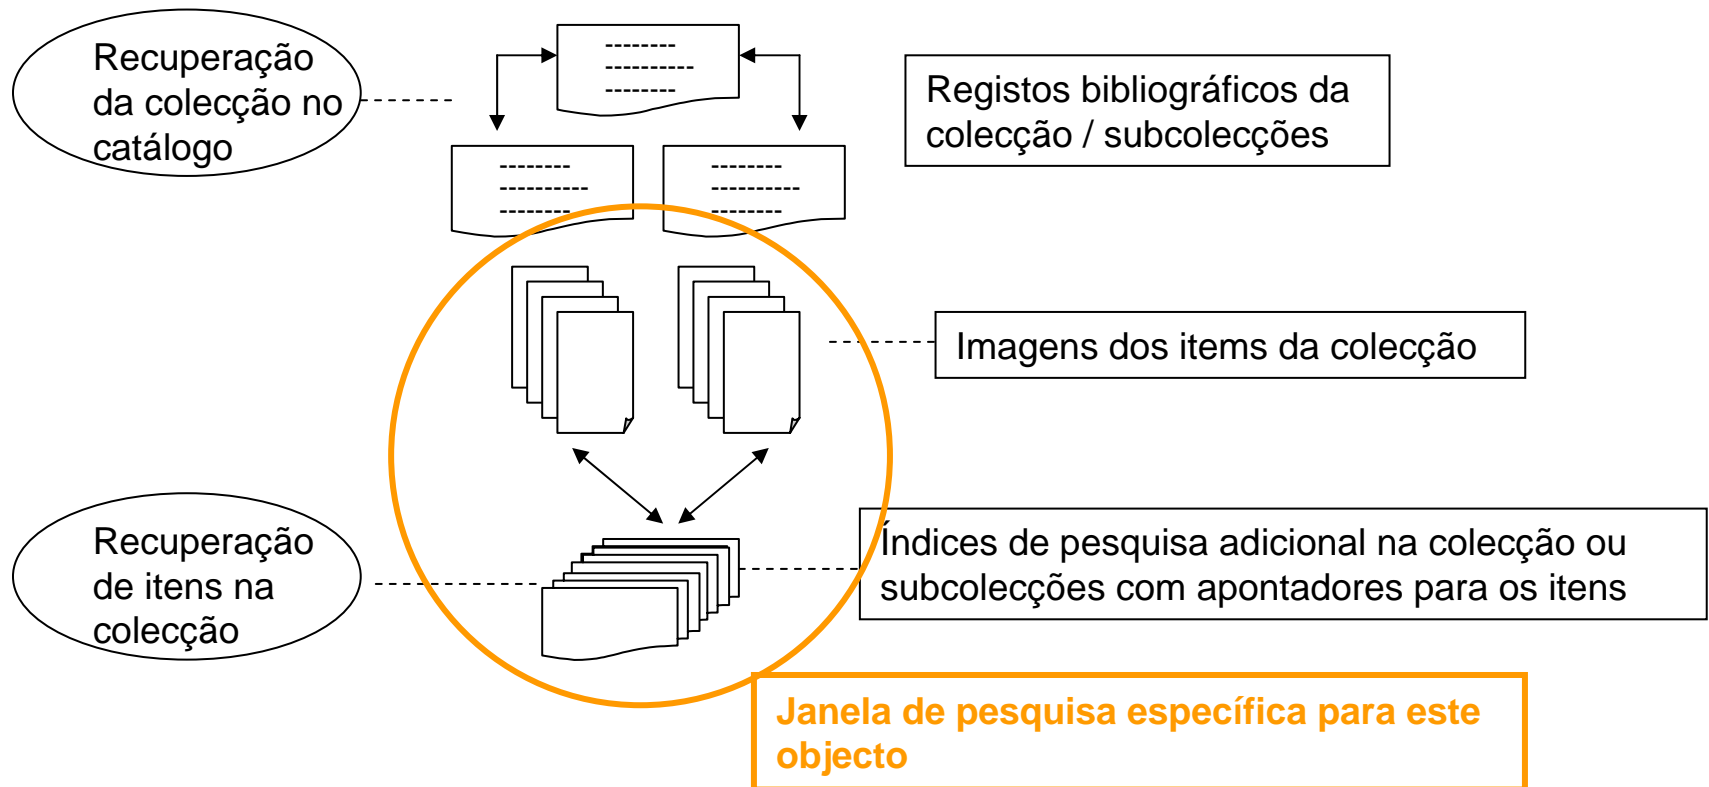 Recuperação
da colecção no
catálogo
Registos bibliográficos da
colecção / subcolecções
Imagens dos items da colecção
Recuperação
de itens na
colecção
Índices de pesquisa adicional na colecção ou
subcolecções com apontadores para os itens
Janela de pesquisa específica para este
objecto